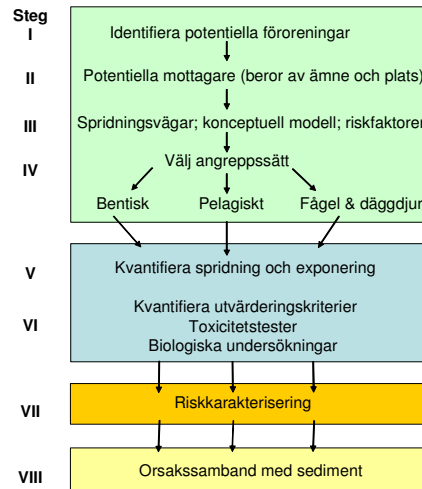 Steg
I Identifiera potentiella föroreningar
II Potentiella mottagare (beror av ämne och plats)
III Spridningsvägar; konceptuell modell; riskfaktorer
IV Välj angreppssätt
Bentisk Pelagiskt Fågel & däggdjur
V Kvantifiera spridning och exponering
Kvantifiera utvärderingskriterier
VI Toxicitetstester
Biologiska undersökningar
VII Riskkarakterisering
VIII Orsakssamband med sediment